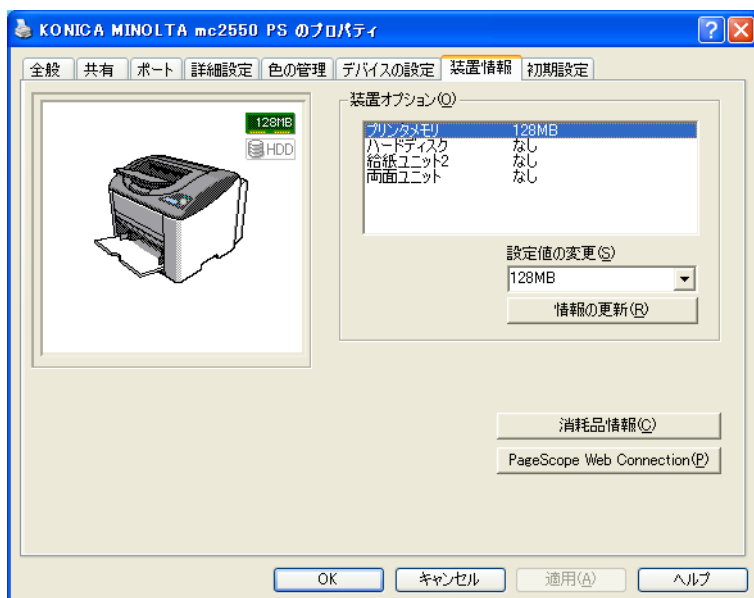 KONICA MINOLTA mc2550 PS のプロパティ
全般 共有 ポート 詳細設定 色の管理 デバイスの設定 装置情報 初期設定
128MB
HDD
装置オプション(O)
プリンタメモリ 128MB
ハードディスク なし
給紙ユニット2 なし
両面ユニット なし
設定値の変更(S)
128MB
情報の更新(R)
消耗品情報(C)
PageScope Web Connection(P)
OK キャンセル 適用(A) ヘルプ